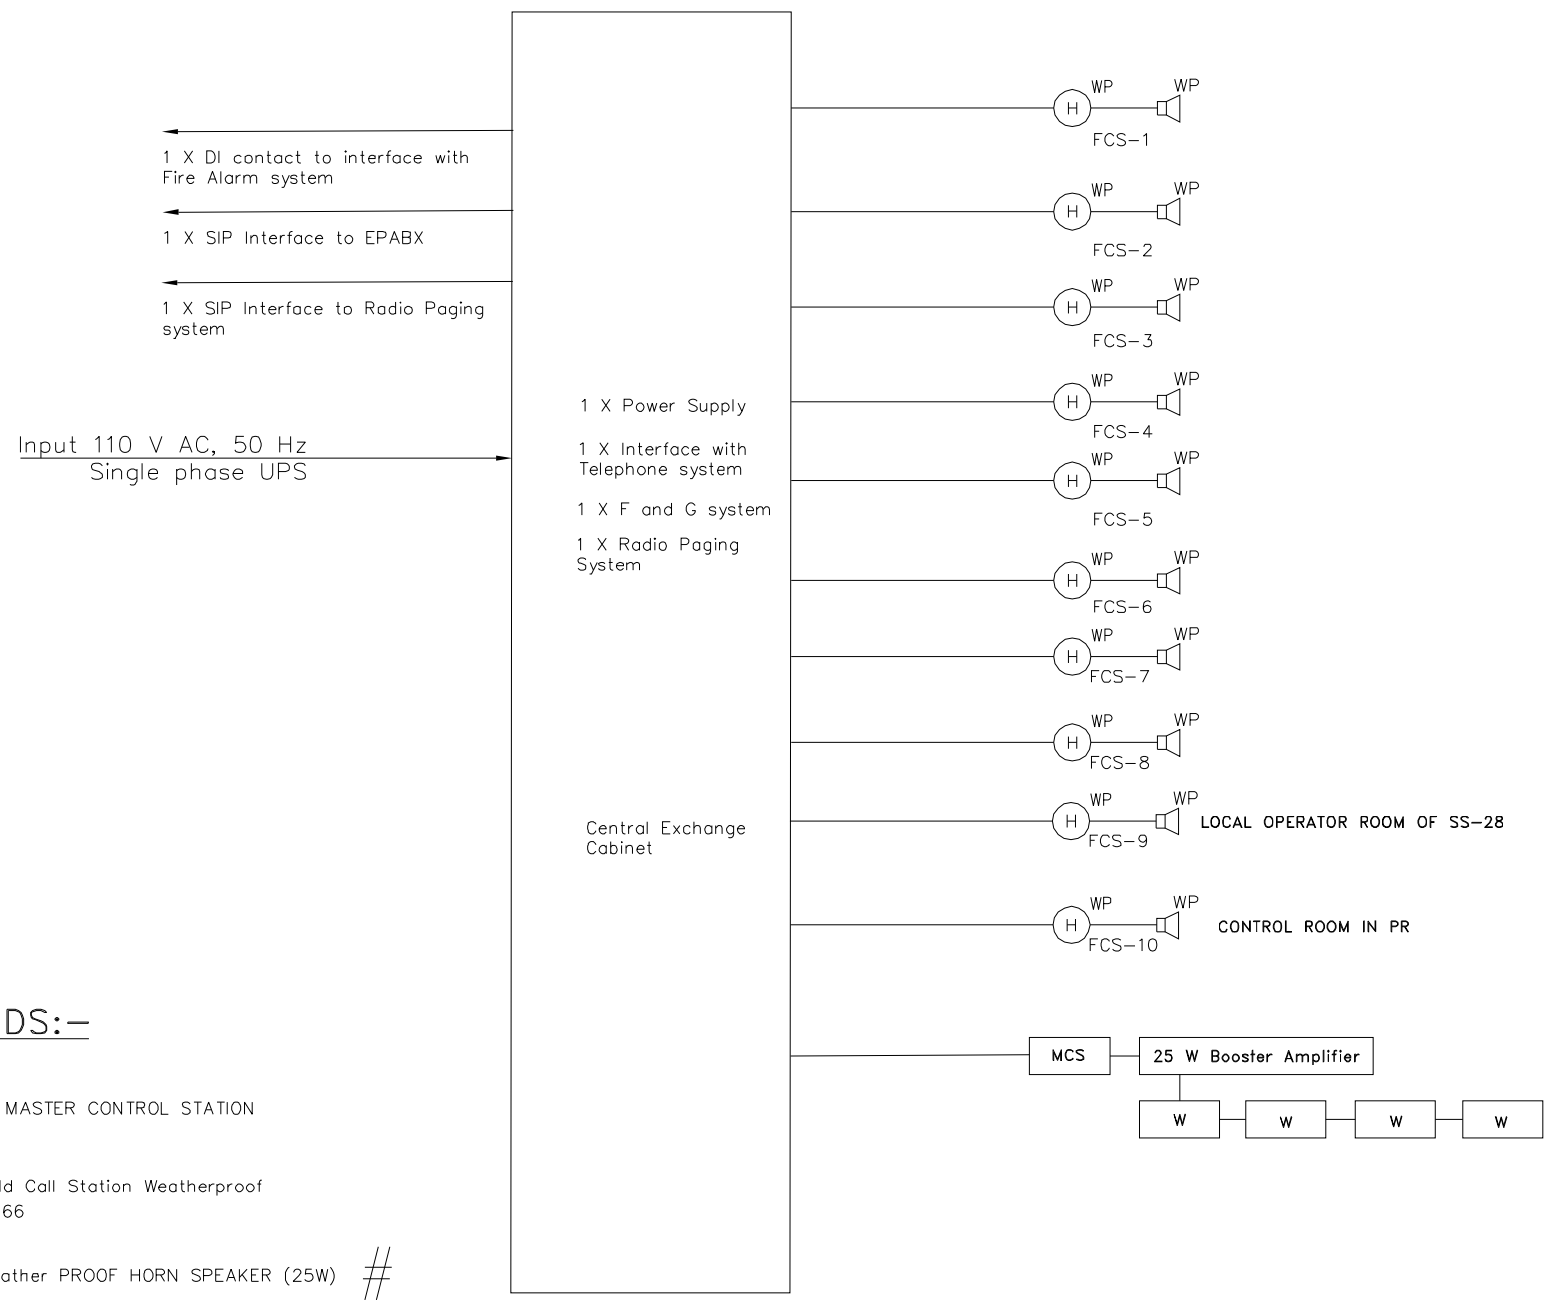 1 X DI contact to interface with
Fire Alarm system
1 X SIP Interface to EPABX
1 X SIP Interface to Radio Paging
system
Input 110 V AC, 50 Hz
Single phase UPS
1 X Power Supply
1 X Interface with
Telephone system
1 X F and G system
1 X Radio Paging
System
Central Exchange
Cabinet
WP WP
H
FCS-1
WP WP
H
FCS-2
WP WP
H
FCS-3
WP WP
H
FCS-4
WP WP
H
FCS-5
WP WP
H
FCS-6
WP WP
H
FCS-7
WP WP
H
FCS-8
WP WP
H LOCAL OPERATOR ROOM OF SS-28
FCS-9
WP WP
H CONTROL ROOM IN PR
FCS-10
MCS 25 W Booster Amplifier
W W W W
DS:-
MASTER CONTROL STATION
ld Call Station Weatherproof
66
ather PROOF HORN SPEAKER (25W) #